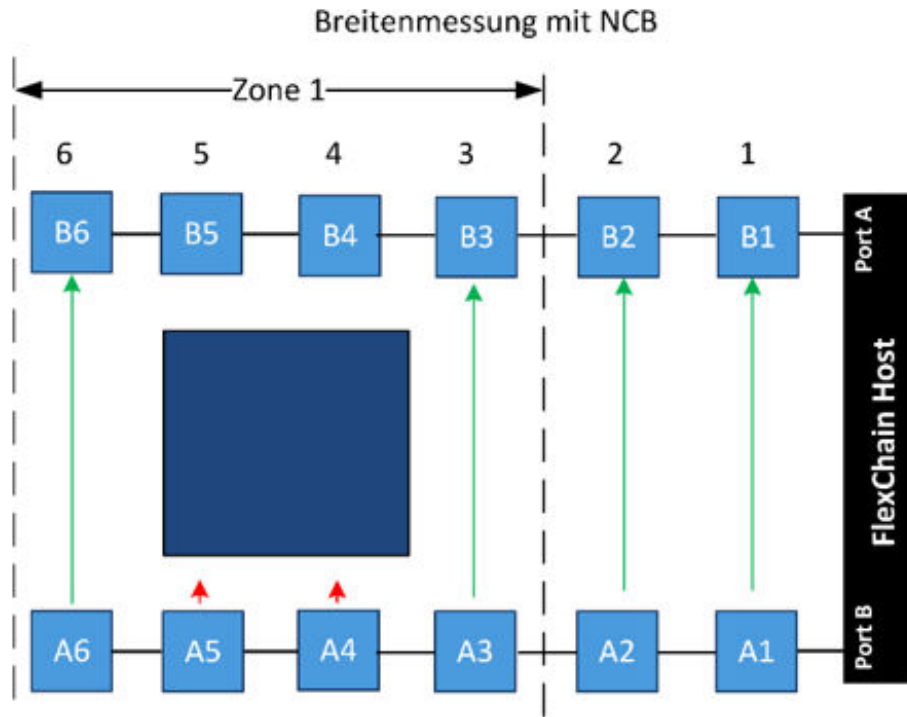 Breitenmessung mit NCB
Zone 1
6 5 4 3 2 1
B6 B5 B4 B3 B2 B1
Port A
FlexChain Host
Port B
A6 A5 A4 A3 A2 A1